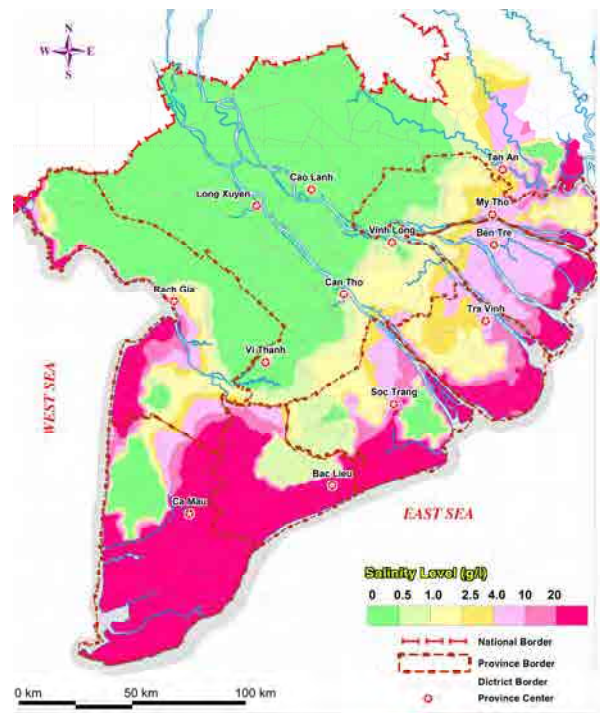 N
W E
S
Tan An
Cao Lanh
Long Xuyen
My Tho
Ben Tre
Vinh Long
Can Tho
Rach Gia
Tra Vinh
Vi Thanh
Soc Trang
WEST SEA
Bac Lieu
Ca Mau
EAST SEA
Salinity Level (g/l)
0 0.5 1.0 2.5 4.0 10 20
National Border
Province Border
District Border
Province Center
0 km 50 km 100 km